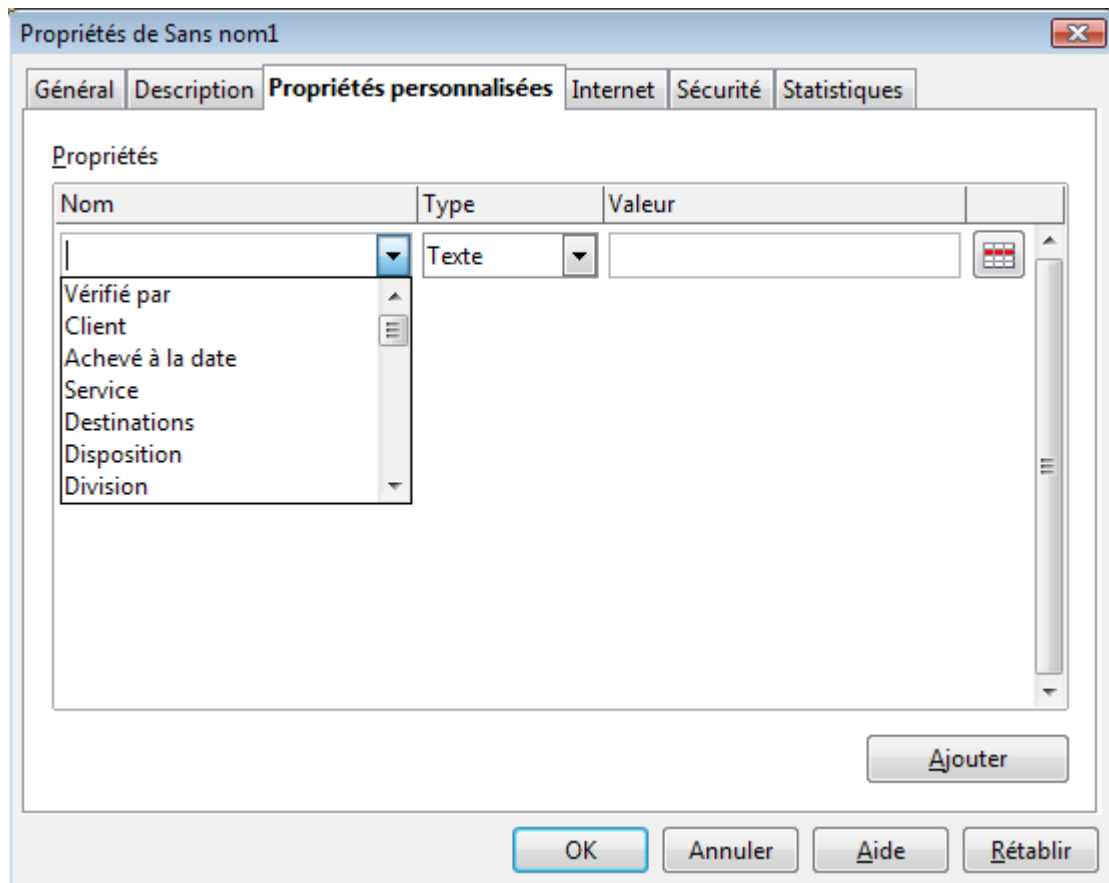 Propriétés de Sans nom1
Général Description Propriétés personnalisées Internet Sécurité Statistiques
Propriétés
Nom Type Valeur
Texte
Vérifié par
Client
Achevé à la date
Service
Destinations
Disposition
Division
Ajouter
OK Annuler Aide Rétablir